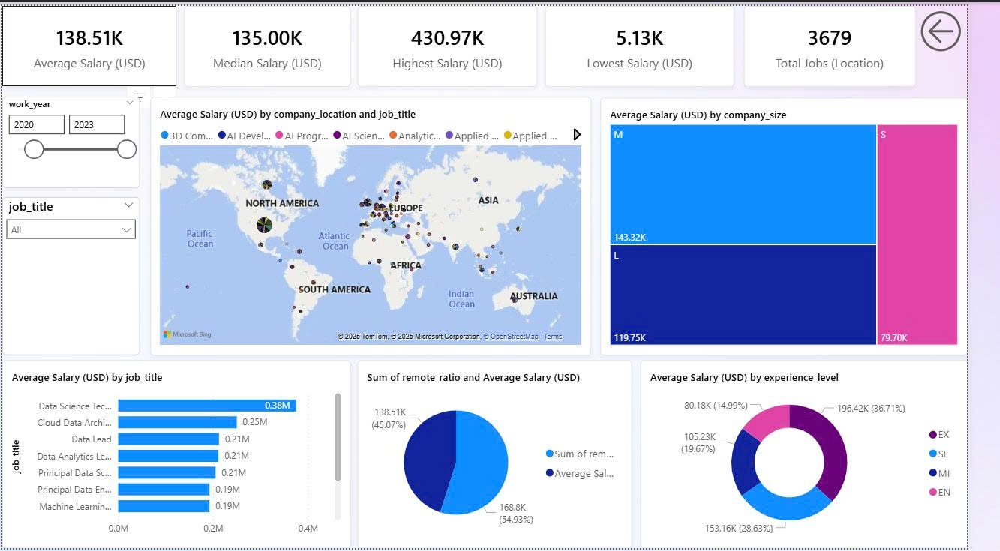 138.51K
Average Salary (USD)
135.00K
Median Salary (USD)
430.97K
Highest Salary (USD)
5.13K
Lowest Salary (USD)
3679
Total Jobs (Location)
work_year
2020 2023
job_title
All
Average Salary (USD) by company_location and job_title
3D Com... AI Devel... AI Progr... AI Scien... Analytic... Applied ... Applied ...
NORTH AMERICA
EUROPE
ASIA
Pacific
Ocean
Atlantic
Ocean
AFRICA
SOUTH AMERICA
Indian
Ocean
AUSTRALIA
Microsoft Bing
© 2025 TomTom, © 2025 Microsoft Corporation, © OpenStreetMap Terms
Average Salary (USD) by company_size
M
143.32K
L
119.75K
S
79.70K
Average Salary (USD) by job_title
job_title
Data Science Tec... 0.38M
Cloud Data Archi... 0.25M
Data Lead 0.21M
Data Analytics Le... 0.21M
Principal Data Sc... 0.21M
Principal Data En... 0.19M
Machine Learnin... 0.19M
0.0M 0.2M 0.4M
Sum of remote_ratio and Average Salary (USD)
138.51K
(45.07%)
168.8K
(54.93%)
Sum of rem...
Average Sal...
Average Salary (USD) by experience_level
80.18K (14.99%)
196.42K (36.71%)
105.23K
(19.67%)
153.16K (28.63%)
EX
SE
MI
EN